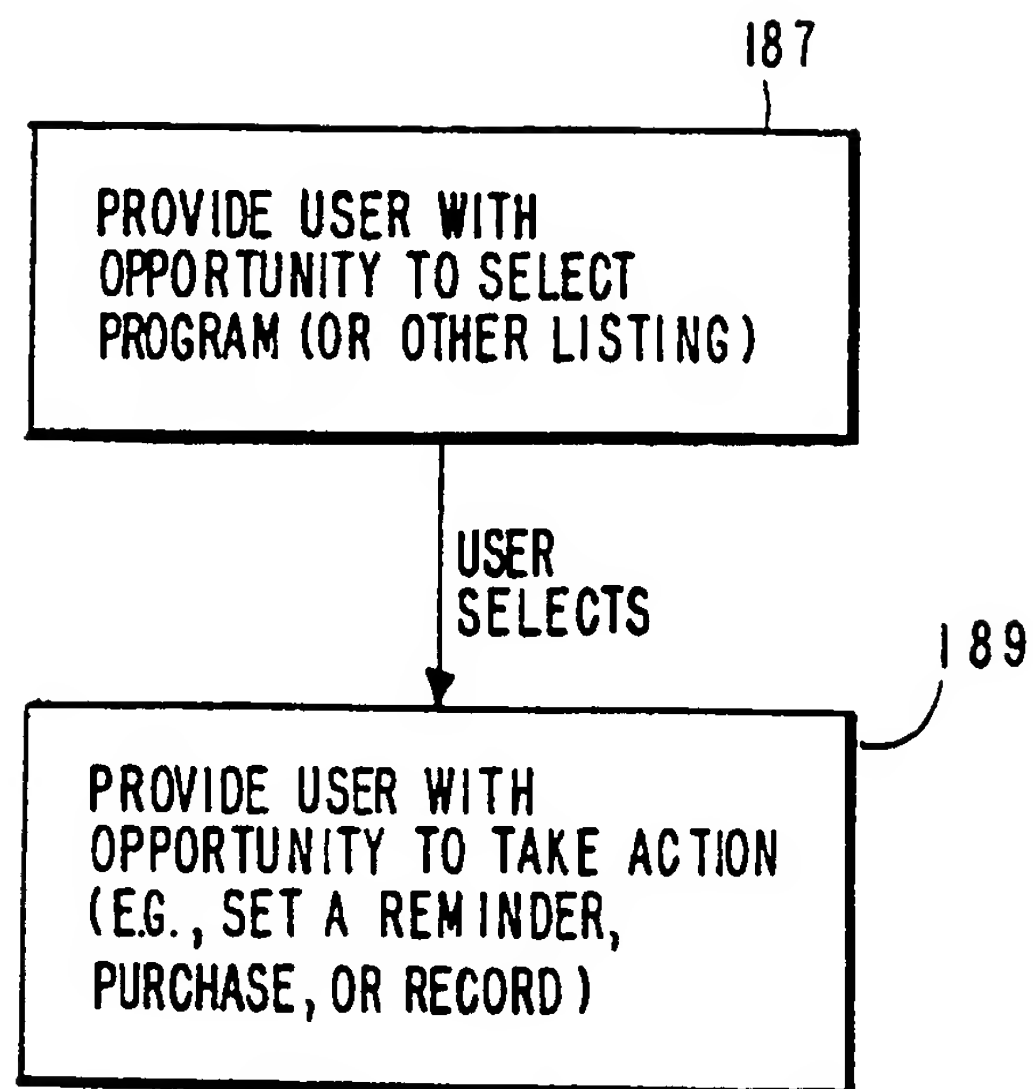 187
PROVIDE USER WITH
OPPORTUNITY TO SELECT
PROGRAM (OR OTHER LISTING)
USER
SELECTS
189
PROVIDE USER WITH
OPPORTUNITY TO TAKE ACTION
(E.G., SET A REMINDER,
PURCHASE, OR RECORD)